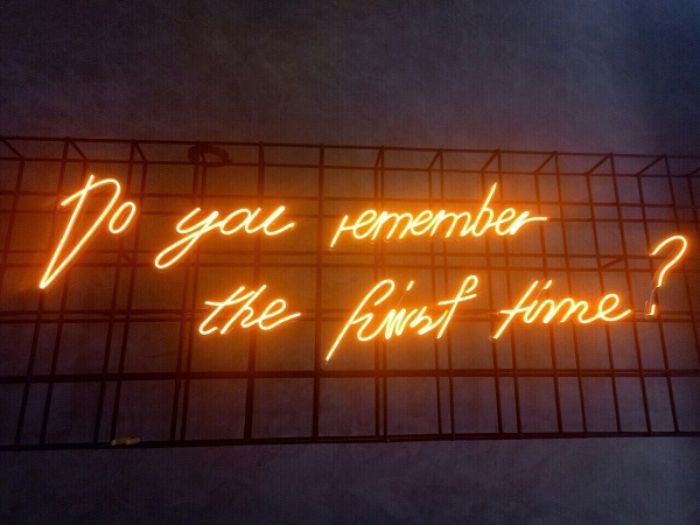 Do you remember
the first time?